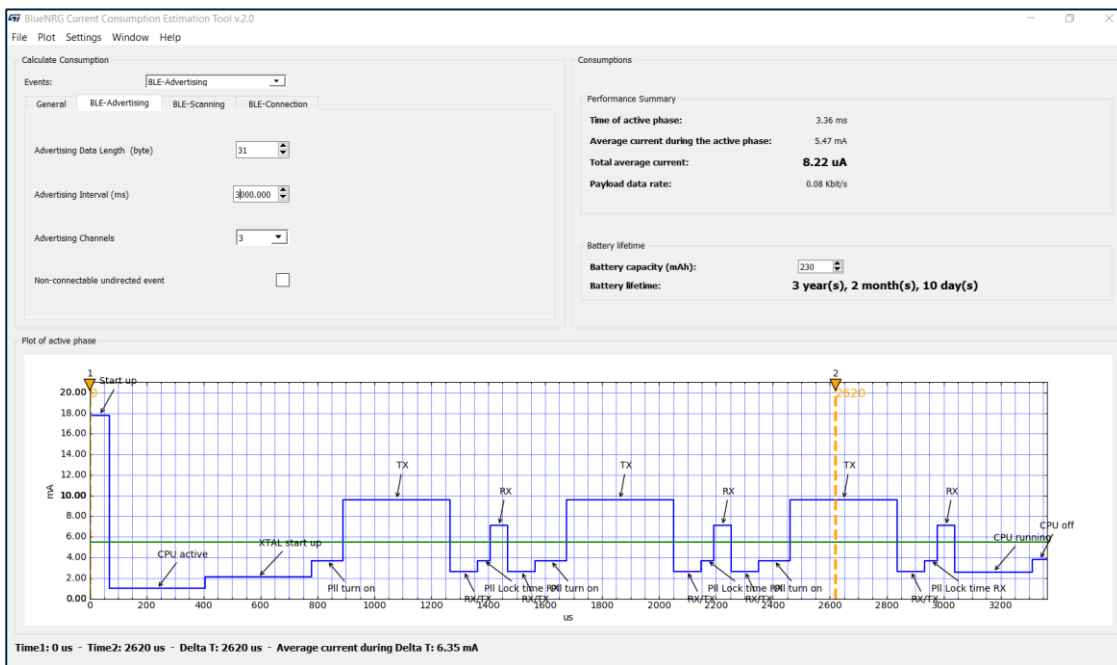 BlueNRG Current Consumption Estimation Tool v.2.0
File Plot Settings Window Help
Calculate Consumption
Events: BLE-Advertising
General BLE-Advertising BLE-Scanning BLE-Connection
Advertising Data Length (byte) 31
Advertising Interval (ms) 3000.000
Advertising Channels 3
Non-connectable undirected event
Consumptions
Performance Summary
Time of active phase: 3.36 ms
Average current during the active phase: 5.47 mA
Total average current: 8.22 uA
Payload data rate: 0.08 Kbit/s
Battery lifetime
Battery capacity (mAh): 230
Battery lifetime: 3 year(s), 2 month(s), 10 day(s)
Plot of active phase
1 2
Start up
0 2620
20.00
18.00
16.00
14.00
12.00
10.00
8.00
6.00
4.00
2.00
0.00
mA
TX TX TX
RX RX RX
CPU active XTAL start up CPU running CPU off
Pll turn on Pll Lock time RX Pll turn on Pll Lock time RX Pll turn on Pll Lock time RX
RX/TX RX/TX RX/TX RX/TX RX/TX
0 200 400 600 800 1000 1200 1400 1600 1800 2000 2200 2400 2600 2800 3000 3200
us
Time1: 0 us - Time2: 2620 us - Delta T: 2620 us - Average current during Delta T: 6.35 mA